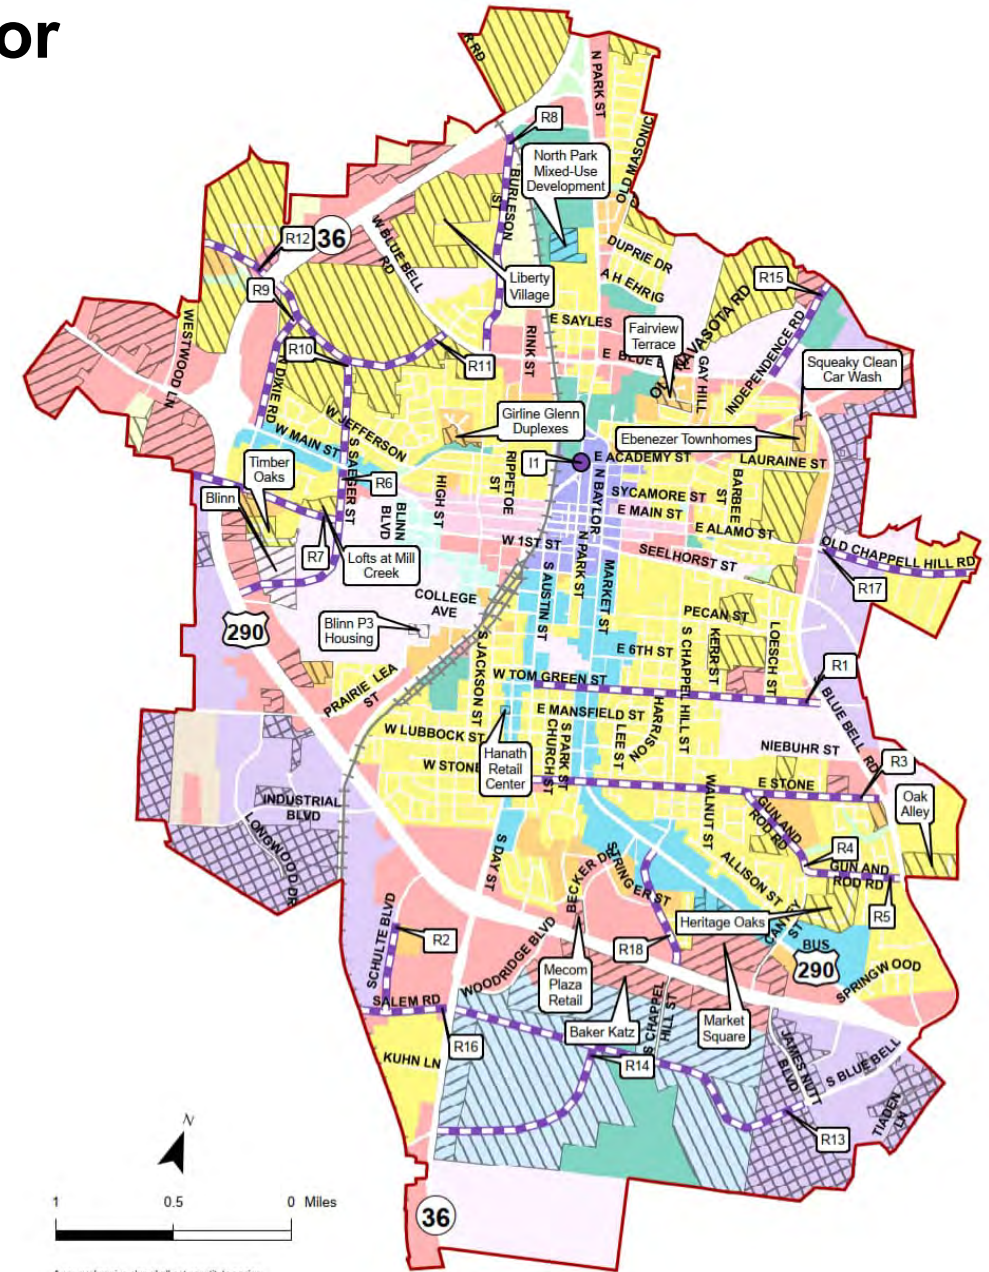 or
R RD
N PARK ST
OLD MASONIC
R8
North Park
Mixed-Use
Development
BURLESON
ST
R12
36
W BLUE BELL
RD
DUPRIE DR
A H EHRIG
R15
R9
Liberty
Village
OLD NAVASOTA RD
INDEPENDENCE RD
WESTWOOD LN
E SAYLES
Fairview
Terrace
RINK ST
R10
R11
E BLUE
GAY HILL
Squeaky Clean
Car Wash
N DIXIE RD
W JEFFERSON
Girline Glenn
Duplexes
Ebenezer Townhomes
W MAIN ST
S SAEGER ST
I1
E ACADEMY ST
LAURAINE ST
Timber
Oaks
RIPPETOE
ST
N BAYLOR
BARBEE
ST
Blinn
R6
HIGH ST
SYCAMORE ST
BLINN
BLVD
E MAIN ST
E ALAMO ST
R7
Lofts at Mill
Creek
W 1ST ST
N PARK ST
SEELHORST ST
OLD CHAPPELL HILL RD
R17
S AUSTIN ST
MARKET ST
COLLEGE
AVE
290
Blinn P3
Housing
PECAN ST
KERR ST
LOESCH ST
E 6TH ST
S JACKSON ST
S CHAPPEL HILL ST
R1
PRAIRIE LEA
ST
W TOM GREEN ST
BLUE BELL RD
E MANSFIELD ST
HARRISON
LEE ST
W LUBBOCK ST
S PARK ST
CHURCH ST
NIEBUHR ST
Hanath
Retail
Center
W STONE
R3
E STONE
WALNUT ST
INDUSTRIAL
BLVD
GUN AND
ROD RD
Oak
Alley
LONGWOOD DR
S DAY ST
BECKER DR
STRINGER ST
ALLISON ST
R4
GUN AND
ROD RD
R5
SCHULTE BLVD
R2
Heritage Oaks
CANTEY
ST
R18
BUS
290
WOODRIDGE BLVD
Mecom
Plaza
Retail
SPRINGWOOD
SALEM RD
Baker Katz
S CHAPPEL
HILL ST
Market
Square
R16
KUHN LN
R14
JAMES NUTT
BLVD
S BLUE BELL
TIADEN
LN
R13
N
1 0.5 0 Miles
36